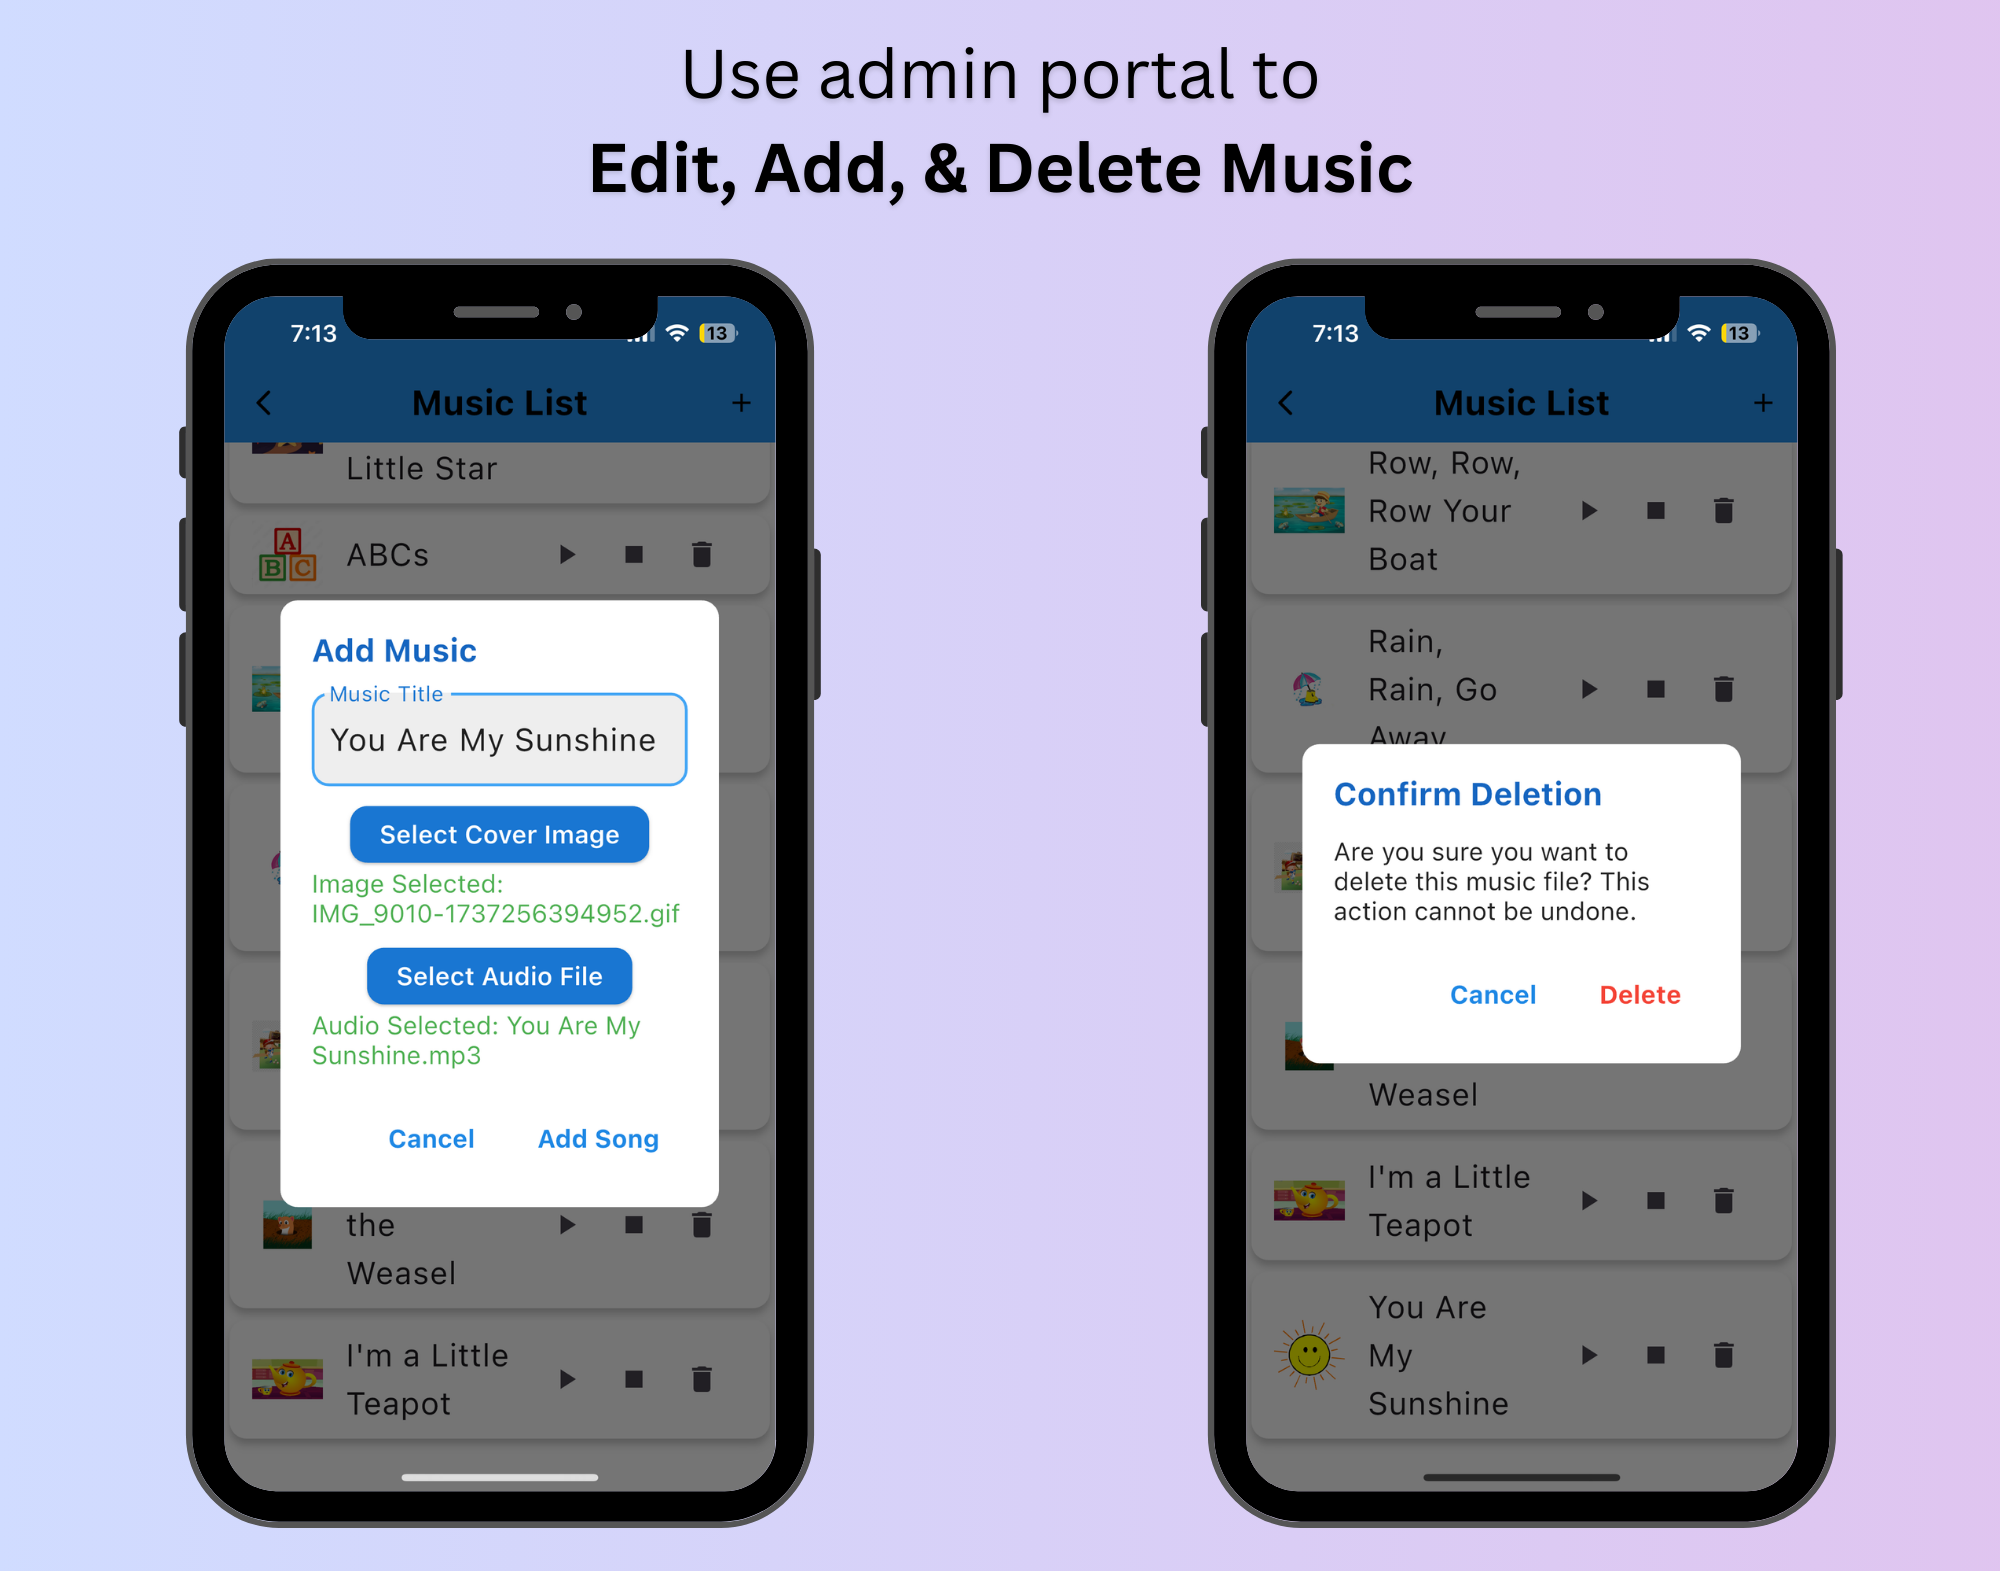 Use admin portal to
Edit, Add, & Delete Music
7:13
13
Music List
+
Little Star
A
B C
ABCs
Add Music
Music Title
You Are My Sunshine
Select Cover Image
Image Selected:
IMG_9010-1737256394952.gif
Select Audio File
Audio Selected: You Are My
Sunshine.mp3
Cancel Add Song
the
Weasel
I'm a Little
Teapot
7:13
13
Music List
+
Row, Row,
Row Your
Boat
Rain,
Rain, Go
Away
Confirm Deletion
Are you sure you want to
delete this music file? This
action cannot be undone.
Cancel Delete
Weasel
I'm a Little
Teapot
You Are
My
Sunshine